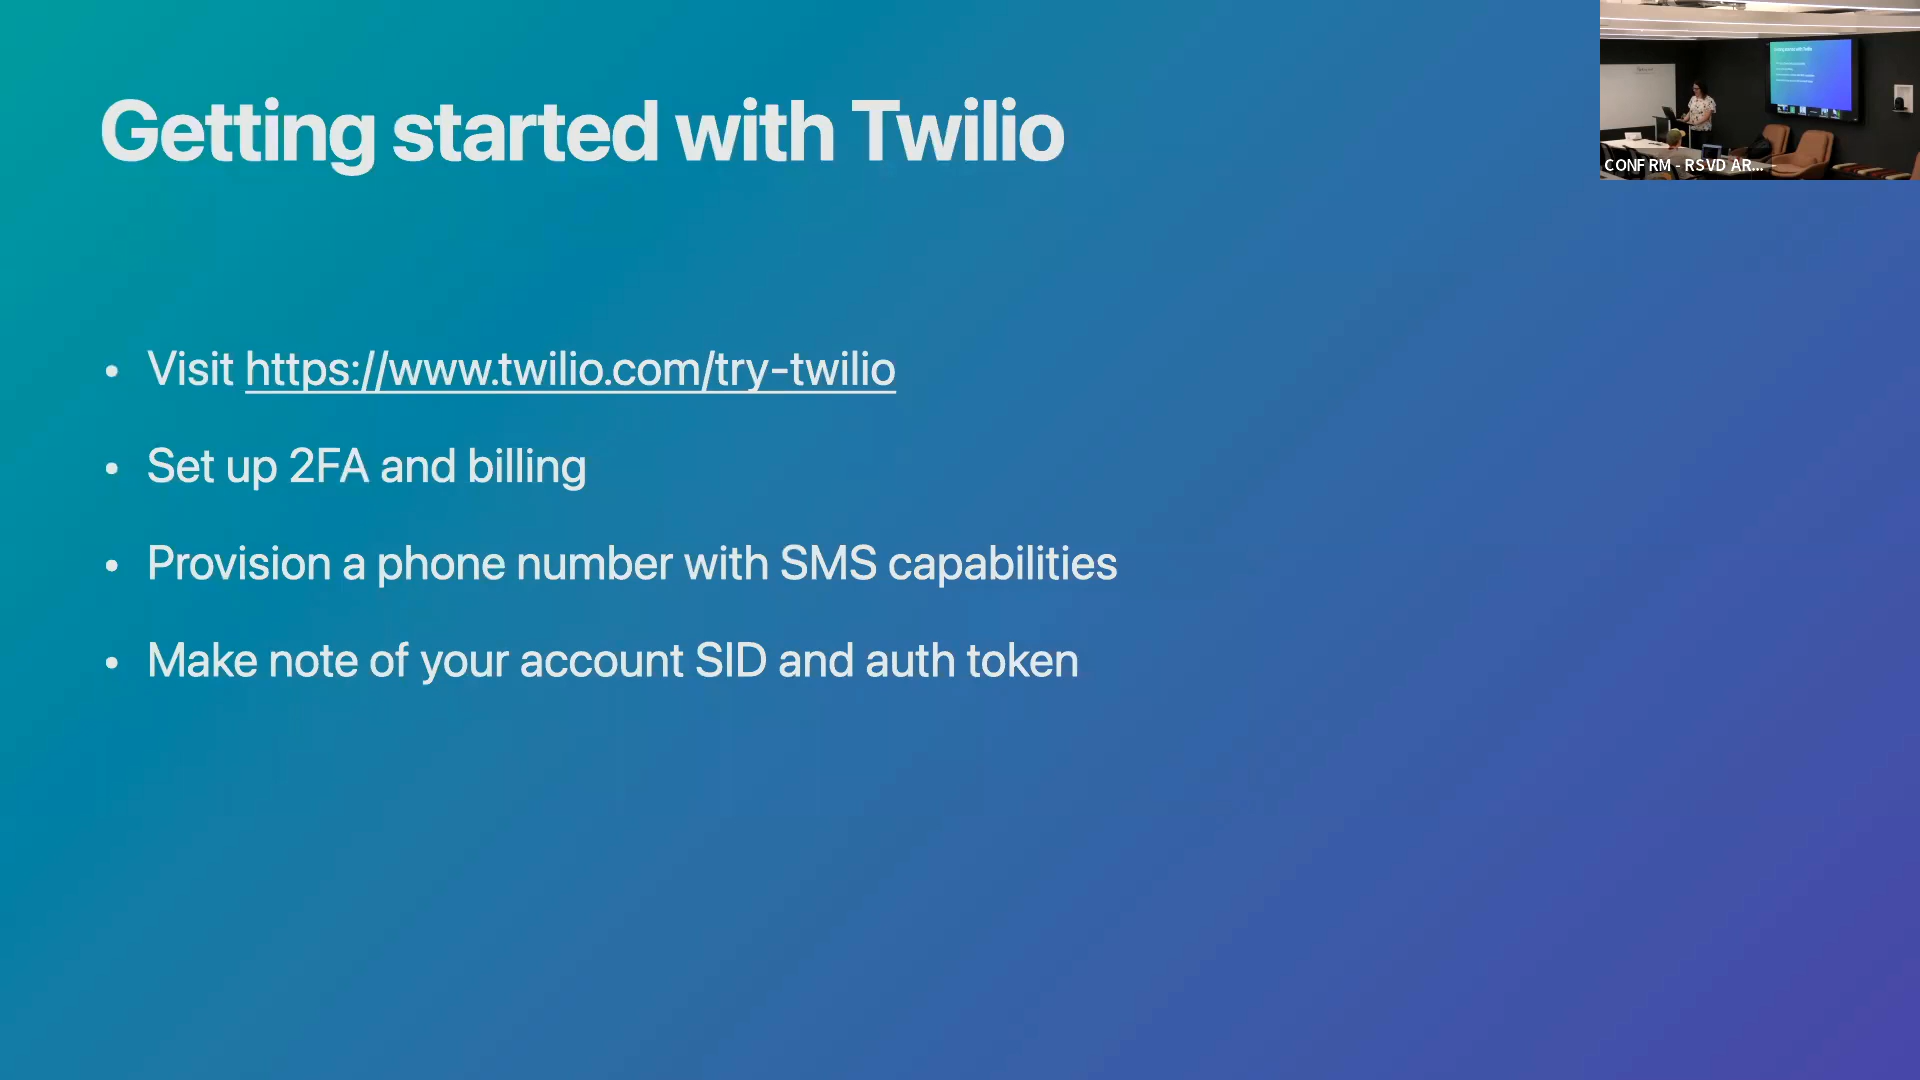 Getting started with Twilio
• Visit https://www.twilio.com/try-twilio
• Set up 2FA and billing
• Provision a phone number with SMS capabilities
• Make note of your account SID and auth token
CONF RM - RSVD AR...